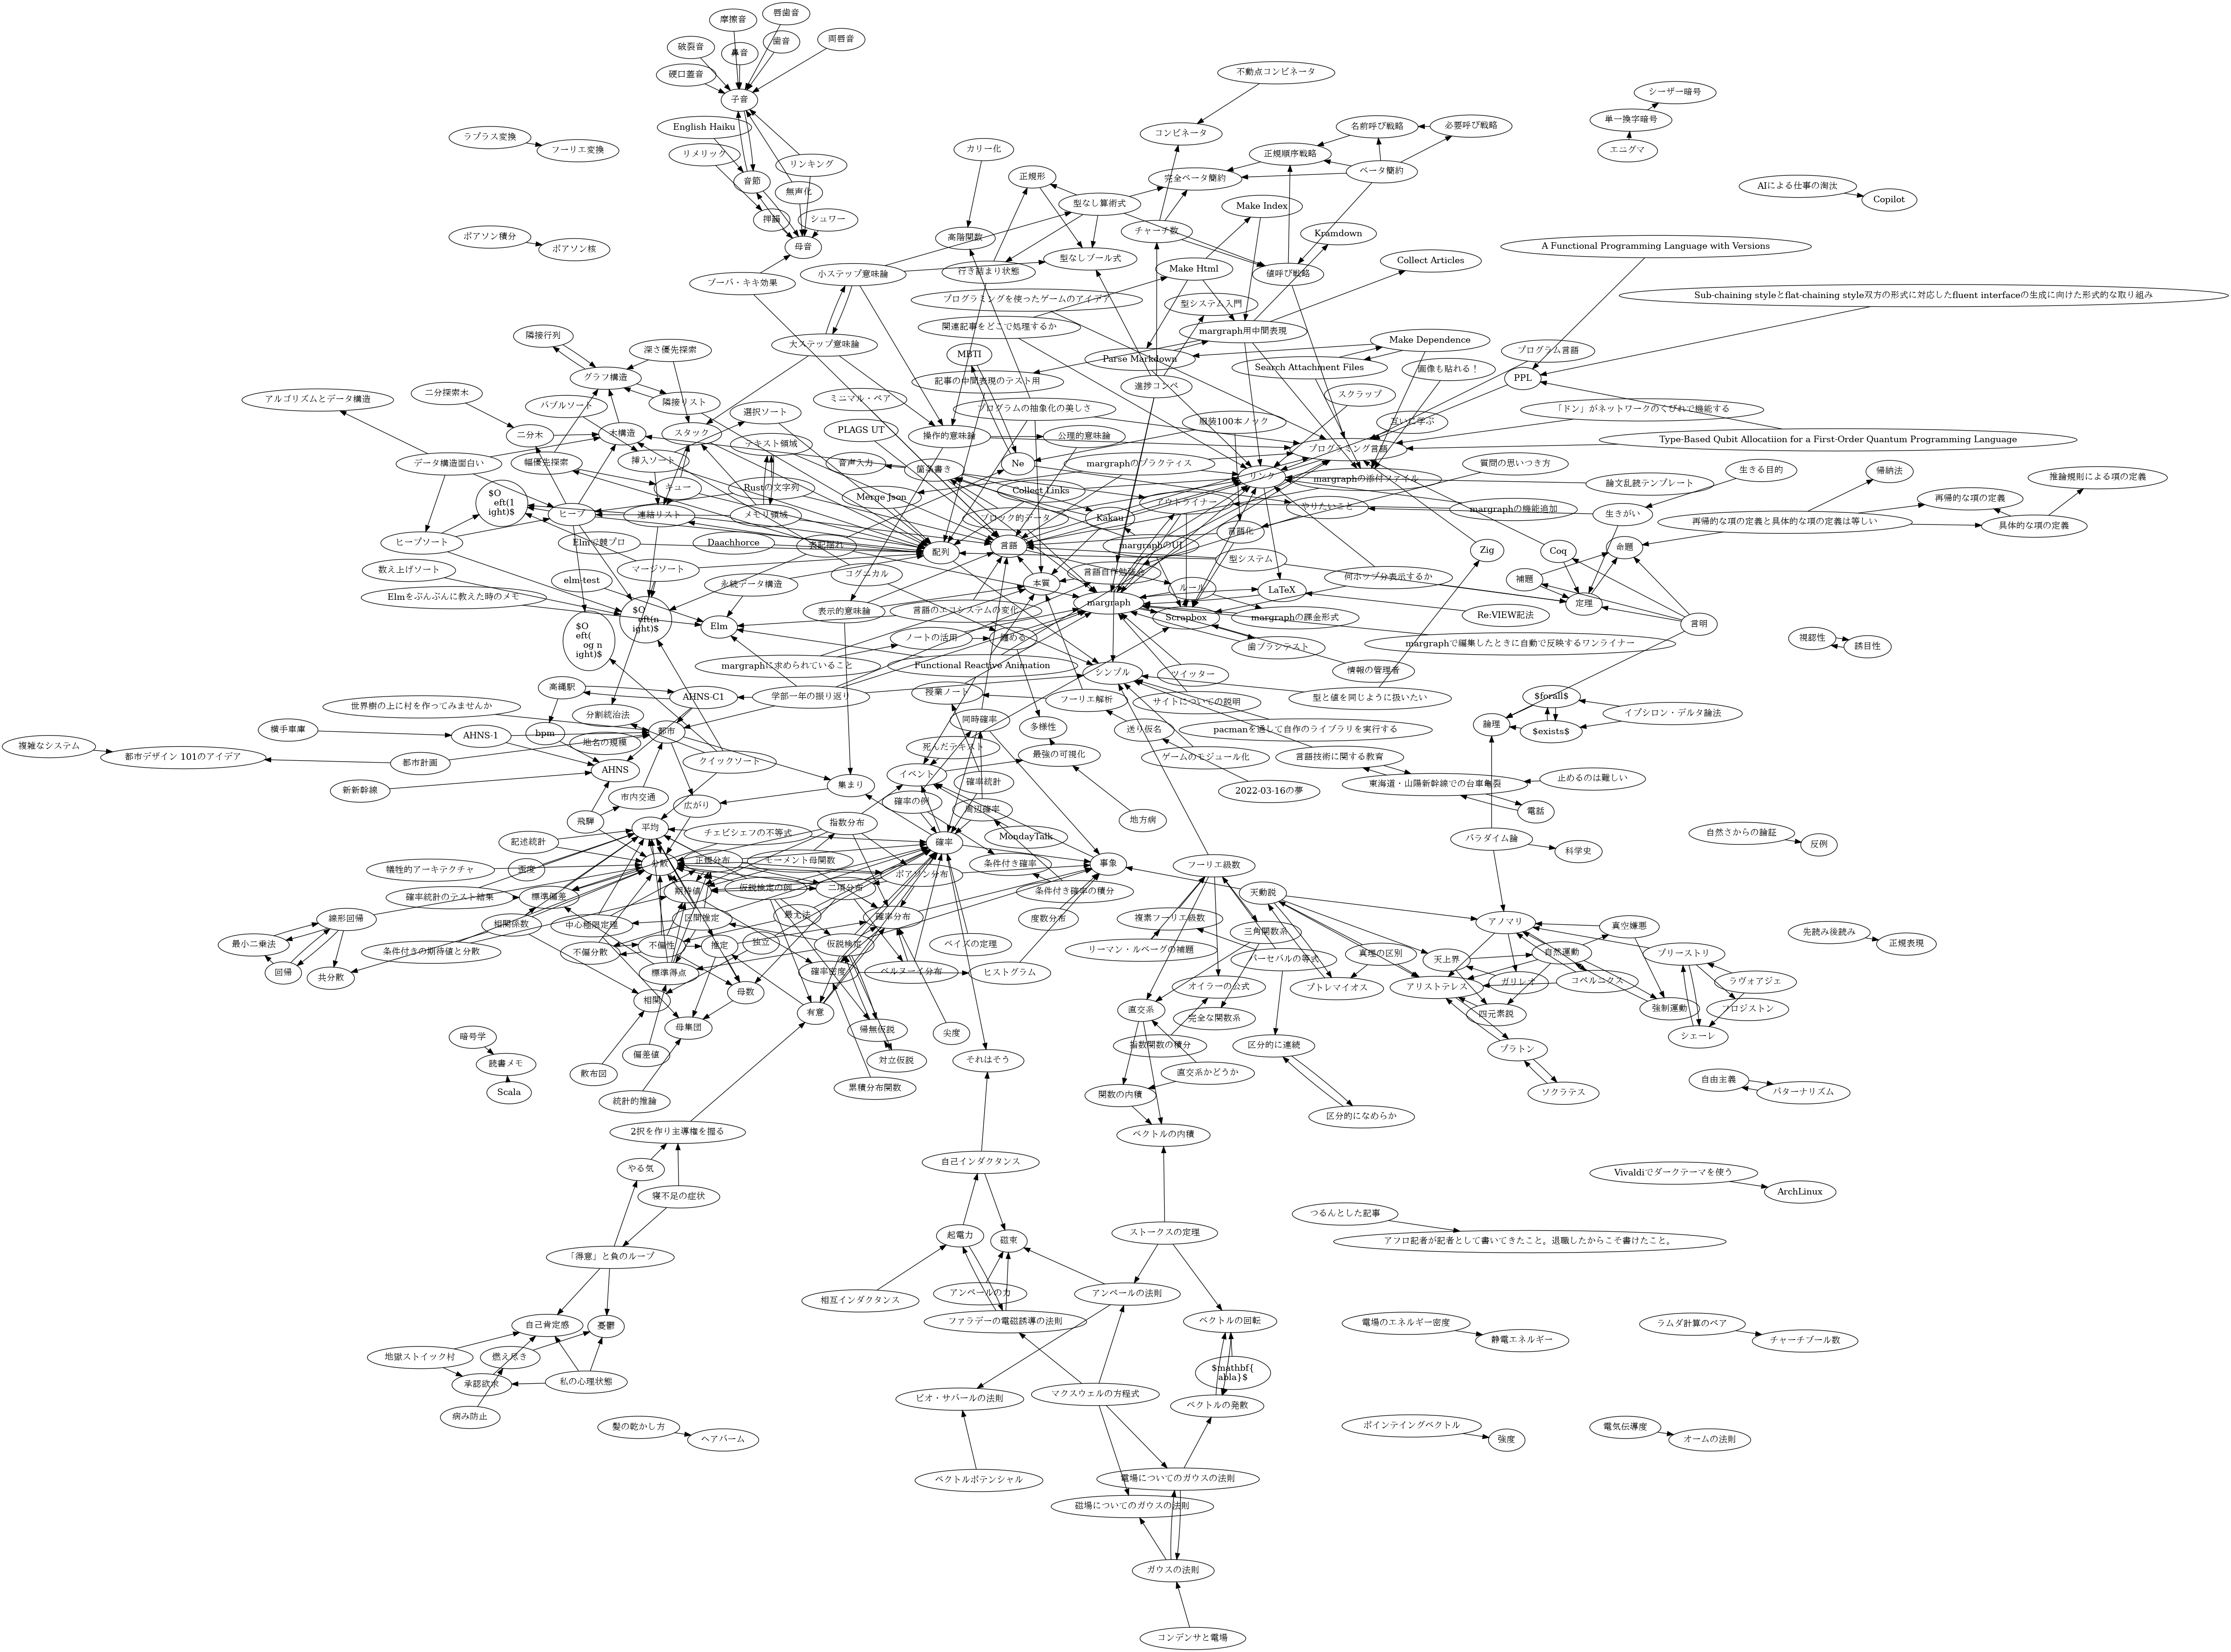 摩擦音
唇歯音
破裂音
鼻音
歯音
両唇音
硬口蓋音
子音
不動点コンビネータ
シーザー暗号
単一換字暗号
エニグマ
ラプラス変換
フーリエ変換
English Haiku
リメリック
リンキング
音節
無声化
押韻
シュワー
母音
カリー化
コンビネータ
名前呼び戦略
必要呼び戦略
正規順序戦略
ベータ簡約
正規形
完全ベータ簡約
型なし算術式
Make Index
AIによる仕事の淘汰
Copilot
ポアソン積分
ポアソン核
高階関数
チャーチ数
Kramdown
A Functional Programming Language with Versions
ブーバ・キキ効果
小ステップ意味論
行き詰まり状態
型なしブール式
Make Html
値呼び戦略
Collect Articles
プログラミングを使ったゲームのアイデア
型システム入門
Sub-chaining styleとflat-chaining style双方の形式に対応したfluent interfaceの生成に向けた形式的な取り組み
関連記事をどこで処理するか
margraph用中間表現
隣接行列
深さ優先探索
大ステップ意味論
MBTI
Parse Markdown
Make Dependence
プログラム言語
グラフ構造
記事の中間表現のテスト用
Search Attachment Files
画像も貼れる！
PPL
アルゴリズムとデータ構造
二分探索木
バブルソート
隣接リスト
選択ソート
ミニマル・ペア
進捗コンペ
スクラップ
プログラムの抽象化の美しさ
服装100本ノック
互いに学ぶ
「ドン」がネットワークのくびれで機能する
二分木
木構造
スタック
PLAGS UT
操作的意味論
公理的意味論
プログラミング言語
Type-Based Qubit Allocatiion for a First-Order Quantum Programming Language
データ構造面白い
幅優先探索
挿入ソート
テキスト領域
音声入力
箇条書き
Ne
margraphのプラクティス
リンク
margraphの添付ファイル
質問の思いつき方
生きる目的
帰納法
推論規則による項の定義
$O
eft(1
ight)$
キュー
Rustの文字列
Merge Json
Collect Links
アウトライナー
やりたいこと
論文乱読テンプレート
margraphの機能追加
生きがい
再帰的な項の定義
ヒープ
連結リスト
メモリ領域
ブロック的データ
Kakau
再帰的な項の定義と具体的な項の定義は等しい
具体的な項の定義
ヒープソート
Elmで競プロ
Daachhorce
表記揺れ
配列
言語
margraphのUI
言語化
型システム
Zig
Coq
命題
数え上げソート
マージソート
elm-test
永続データ構造
コグニカル
本質
言語自作勉強会
ルール
何ホップ分表示するか
補題
定理
Elmをぶんぶんに教えた時のメモ
$O
eft(n
ight)$
表示的意味論
言語のエコシステムの変化
margraph
LaTeX
Re:VIEW記法
Scrapbox
margraphの課金形式
$O
eft(
og n
ight)$
Elm
ノートの活用
纏める
歯ブラシテスト
margraphで編集したときに自動で反映するワンライナー
言明
視認性
誘目性
margraphに求められていること
Functional Reactive Animation
シンプル
ツイッター
情報の管理者
高縄駅
AHNS-C1
学部一年の振り返り
授業ノート
フーリエ解析
サイトについての説明
型と値を同じように扱いたい
$forall$
イプシロン・デルタ論法
世界樹の上に村を作ってみませんか
分割統治法
同時確率
多様性
送り仮名
pacmanを通して自作のライブラリを実行する
論理
$exists$
横手車庫
AHNS-1
bpm
地名の規模
都市
死んだテキスト
最強の可視化
ゲームのモジュール化
言語技術に関する教育
複雑なシステム
都市デザイン 101のアイデア
都市計画
AHNS
クイックソート
イベント
東海道・山陽新幹線での台車亀裂
止めるのは難しい
新新幹線
市内交通
集まり
確率統計
2022-03-16の夢
電話
飛騨
広がり
確率の例
周辺確率
地方病
平均
指数分布
MondayTalk
記述統計
チェビシェフの不等式
確率
パラダイム論
科学史
自然さからの論証
反例
犠牲的アーキテクチャ
歪度
分散
正規分布
モーメント母関数
ポアソン分布
条件付き確率
事象
フーリエ級数
確率統計のテスト結果
標準偏差
期待値
仮説検定の例
二項分布
条件付き確率の積分
天動説
線形回帰
相関係数
中心極限定理
区間推定
最尤法
確率分布
度数分布
複素フーリエ級数
アノマリ
真空嫌悪
最小二乗法
条件付きの期待値と分散
不偏分散
不偏性
推定
独立
仮説検定
ベイズの定理
リーマン・ルベーグの補題
三角関数系
真理の区別
天上界
自然運動
プリーストリ
先読み後読み
正規表現
回帰
共分散
標準得点
確率密度
ベルヌーイ分布
ヒストグラム
パーセバルの等式
オイラーの公式
プトレマイオス
アリストテレス
ガリレイ
コペルニクス
ラヴォアジェ
相関
母数
有意
直交系
完全な関数系
四元素説
強制運動
フロジストン
暗号学
母集団
帰無仮説
尖度
指数関数の積分
区分的に連続
プラトン
シェーレ
読書メモ
偏差値
対立仮説
それはそう
散布図
累積分布関数
直交系かどうか
自由主義
Scala
統計的推論
関数の内積
区分的になめらか
ソクラテス
パターナリズム
2択を作り主導権を握る
ベクトルの内積
やる気
自己インダクタンス
Vivaldiでダークテーマを使う
ArchLinux
寝不足の症状
つるんとした記事
「得意」と負のループ
起電力
磁束
ストークスの定理
アフロ記者が記者として書いてきたこと。退職したからこそ書けたこと。
相互インダクタンス
アンペールの力
アンペールの法則
自己肯定感
憂鬱
ファラデーの電磁誘導の法則
ベクトルの回転
電場のエネルギー密度
静電エネルギー
ラムダ計算のペア
チャーチブール数
地獄ストイック村
燃え尽き
承認欲求
私の心理状態
$mathbf{
abla}$
病み防止
ビオ・サバールの法則
マクスウェルの方程式
ベクトルの発散
髪の乾かし方
ヘアバーム
ポインテイングベクトル
強度
電気伝導度
オームの法則
ベクトルポテンシャル
電場についてのガウスの法則
磁場についてのガウスの法則
ガウスの法則
コンデンサと電場